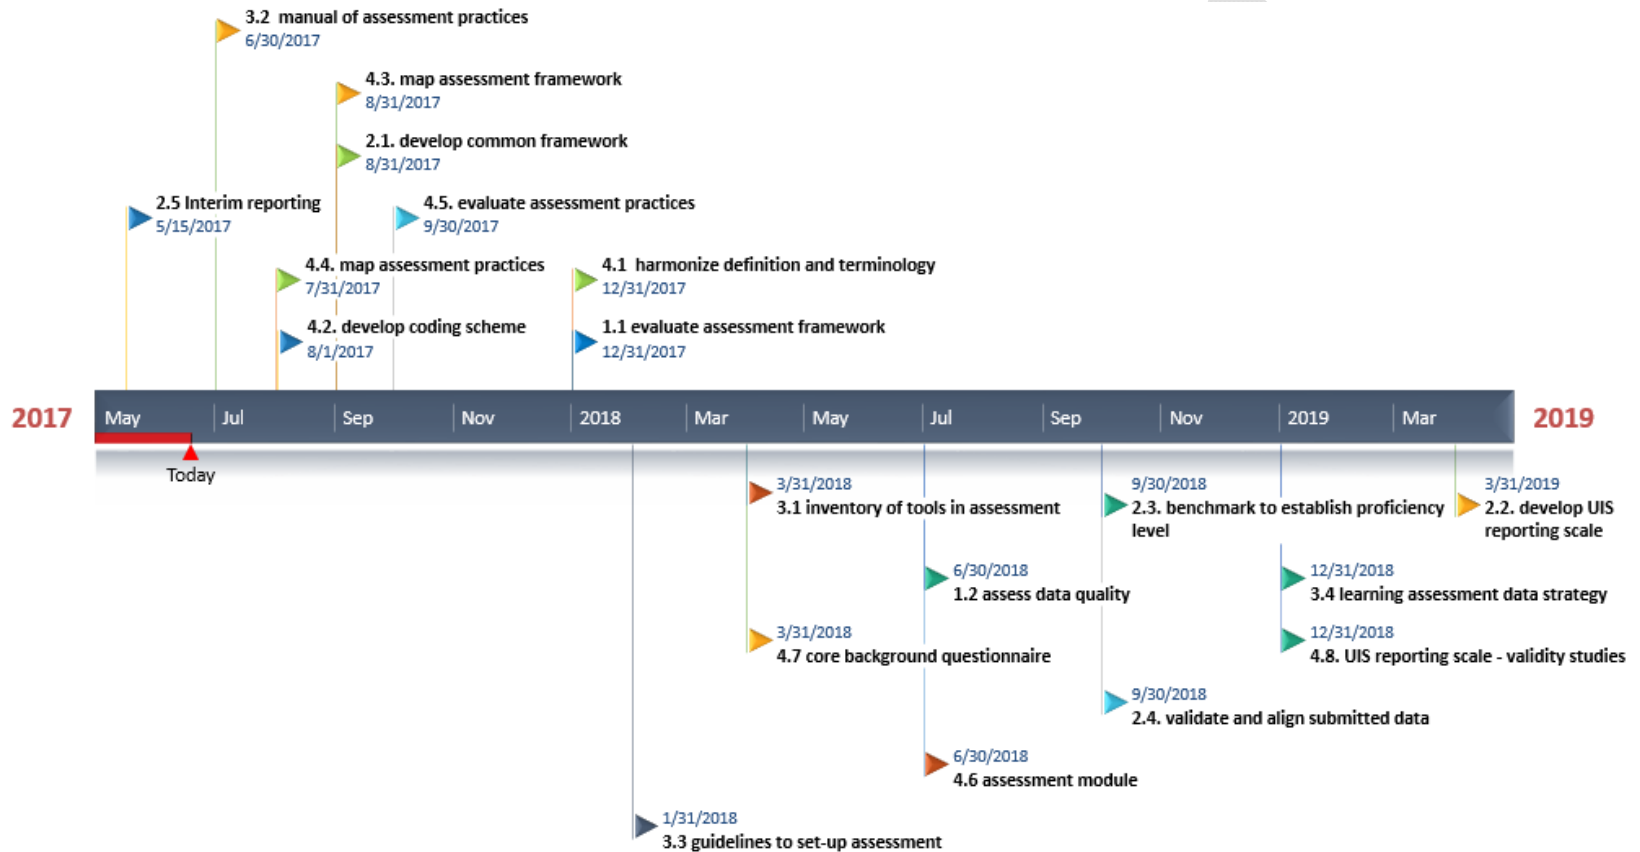 3.2  manual of assessment practices
6/30/2017
4.3. map assessment framework
8/31/2017
2.1. develop common framework
8/31/2017
2.5 Interim reporting
5/15/2017
4.5. evaluate assessment practices
9/30/2017
4.4. map assessment practices
7/31/2017
4.1  harmonize definition and terminology
12/31/2017
4.2. develop coding scheme
8/1/2017
1.1 evaluate assessment framework
12/31/2017
2017 May Jul Sep Nov 2018 Mar May Jul Sep Nov 2019 Mar 2019
Today
3/31/2018
3.1 inventory of tools in assessment
9/30/2018
2.3. benchmark to establish proficiency
level
3/31/2019
2.2. develop UIS
reporting scale
6/30/2018
1.2 assess data quality
12/31/2018
3.4 learning assessment data strategy
3/31/2018
4.7 core background questionnaire
12/31/2018
4.8. UIS reporting scale - validity studies
9/30/2018
2.4. validate and align submitted data
6/30/2018
4.6 assessment module
1/31/2018
3.3 guidelines to set-up assessment